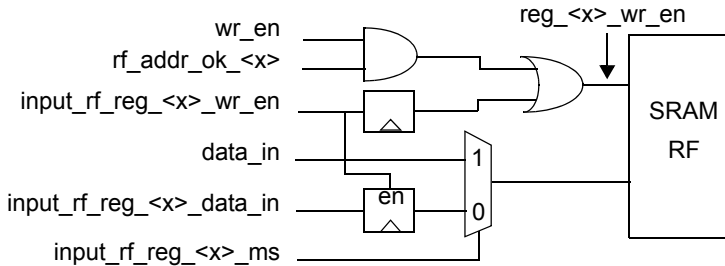 wr_en
reg_<x>_wr_en
rf_addr_ok_<x>
input_rf_reg_<x>_wr_en
SRAM
RF
data_in
1
en
input_rf_reg_<x>_data_in
0
input_rf_reg_<x>_ms